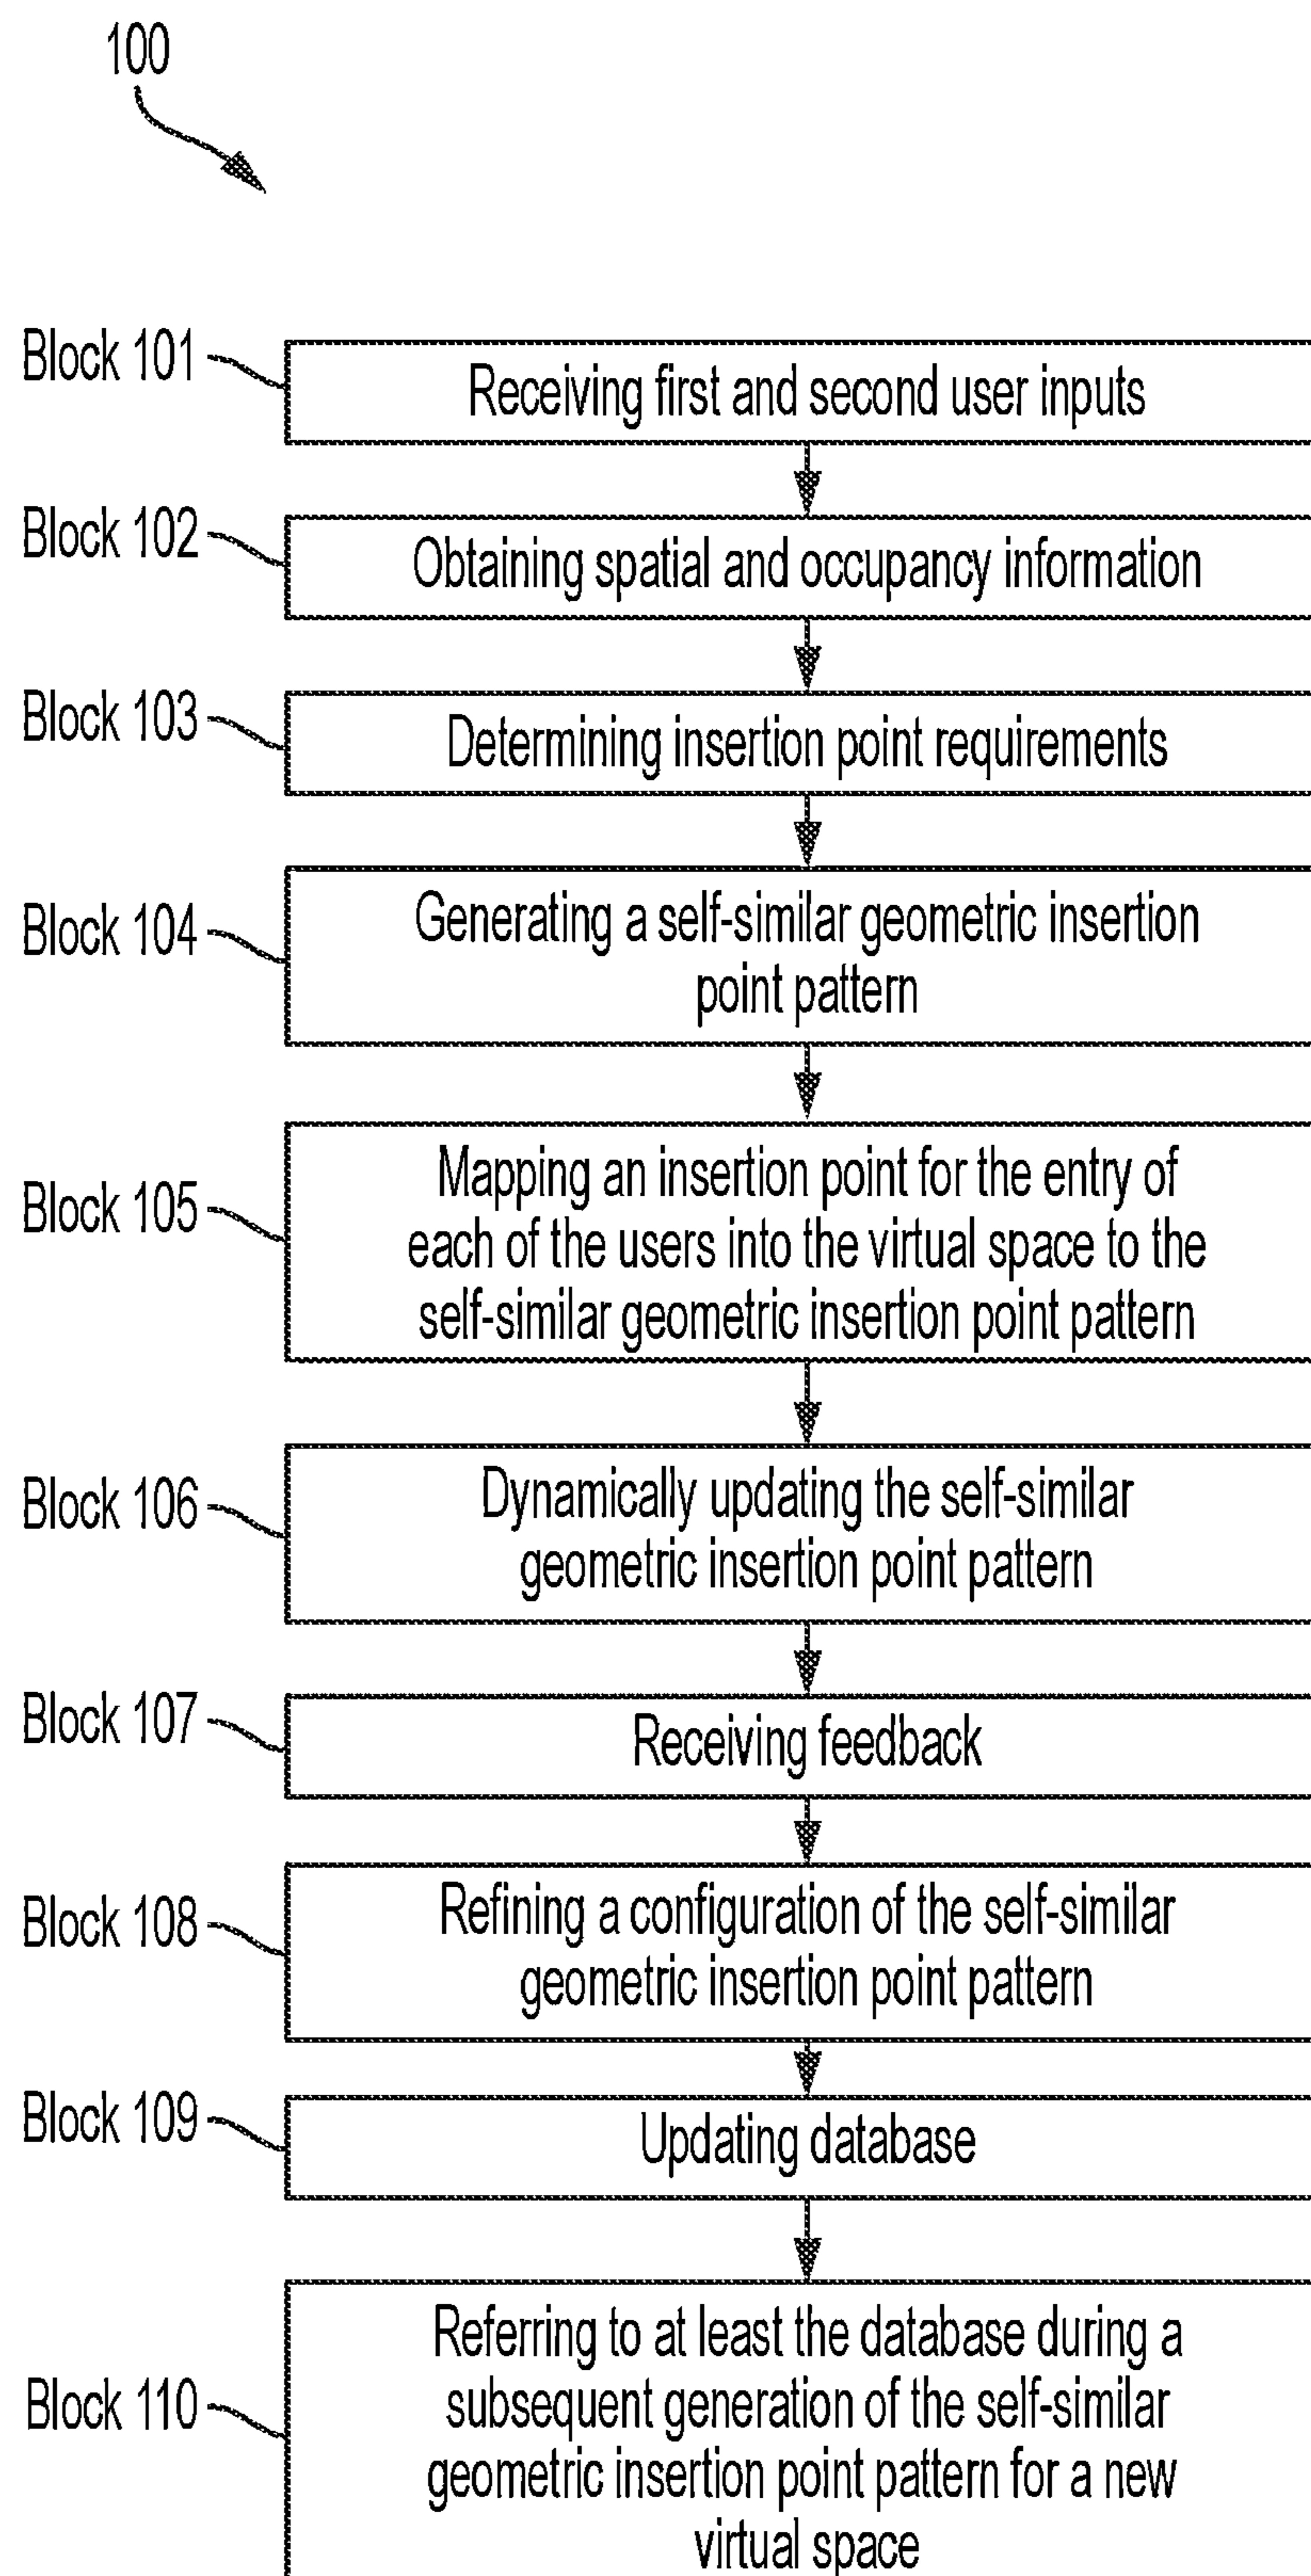 100
Block 101
Receiving first and second user inputs
Block 102
Obtaining spatial and occupancy information
Block 103
Determining insertion point requirements
Block 104
Generating a self-similar geometric insertion
point pattern
Block 105
Mapping an insertion point for the entry of
each of the users into the virtual space to the
self-similar geometric insertion point pattern
Block 106
Dynamically updating the self-similar
geometric insertion point pattern
Block 107
Receiving feedback
Block 108
Refining a configuration of the self-similar
geometric insertion point pattern
Block 109
Updating database
Block 110
Referring to at least the database during a
subsequent generation of the self-similar
geometric insertion point pattern for a new
virtual space